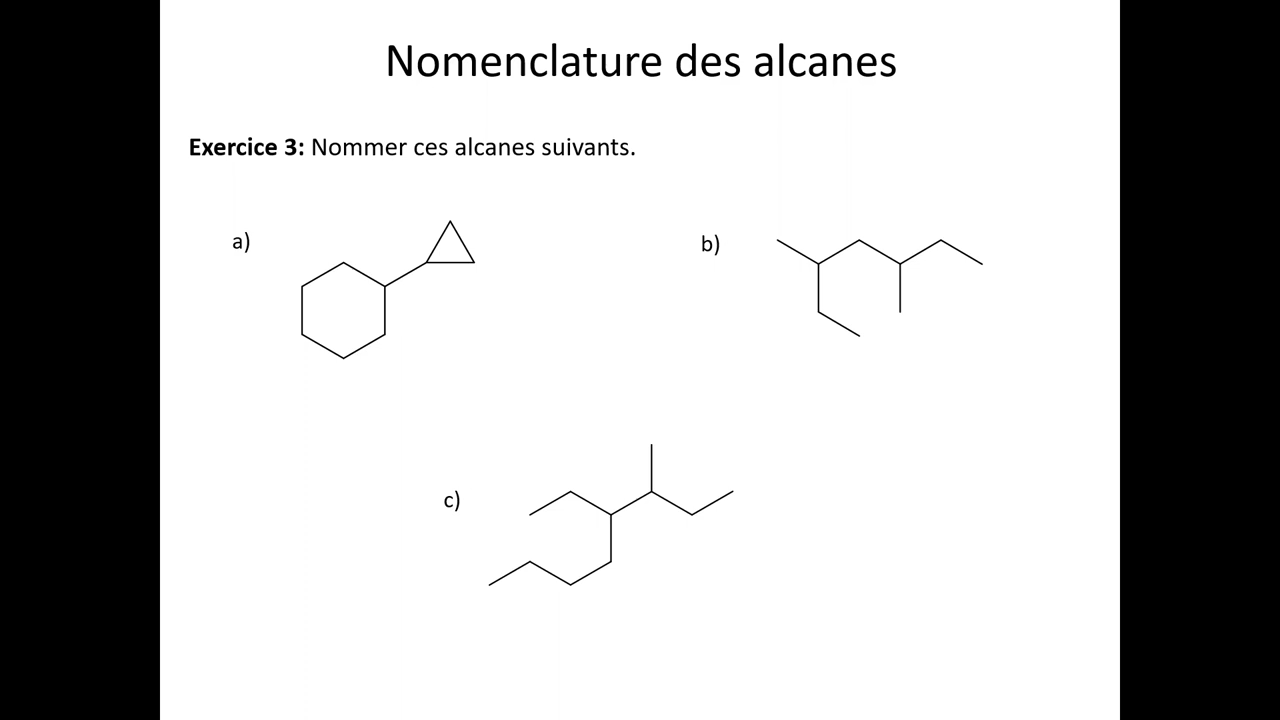 Nomenclature des alcanes
Exercice 3: Nommer ces alcanes suivants.
a)
b)
c)